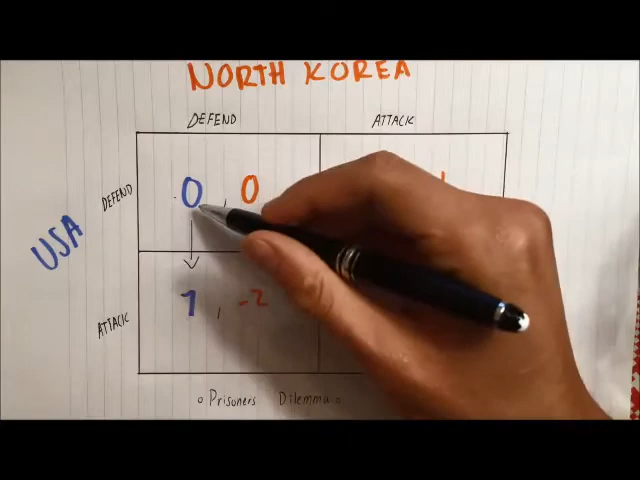 NORTH KOREA
DEFEND ATTACK
DEFEND 0 , 0
USA
ATTACK 1 , -2
o Prisoners Dilemma o